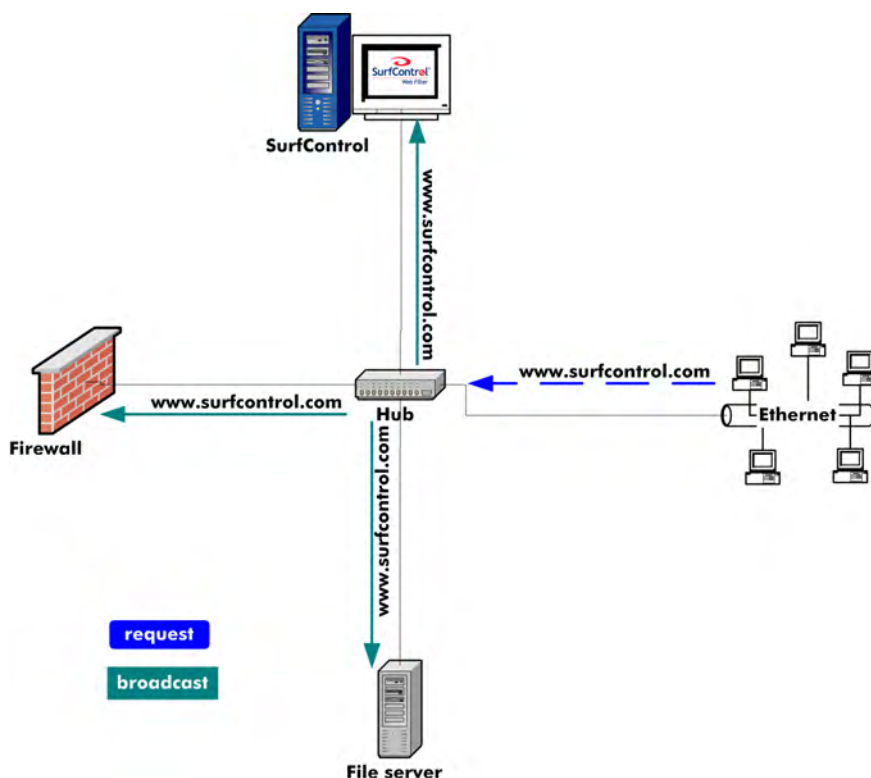 SurfControl
Web Filter
SurfControl
www.surfcontrol.com
www.surfcontrol.com
www.surfcontrol.com
Hub
Ethernet
Firewall
www.surfcontrol.com
request
broadcast
File server